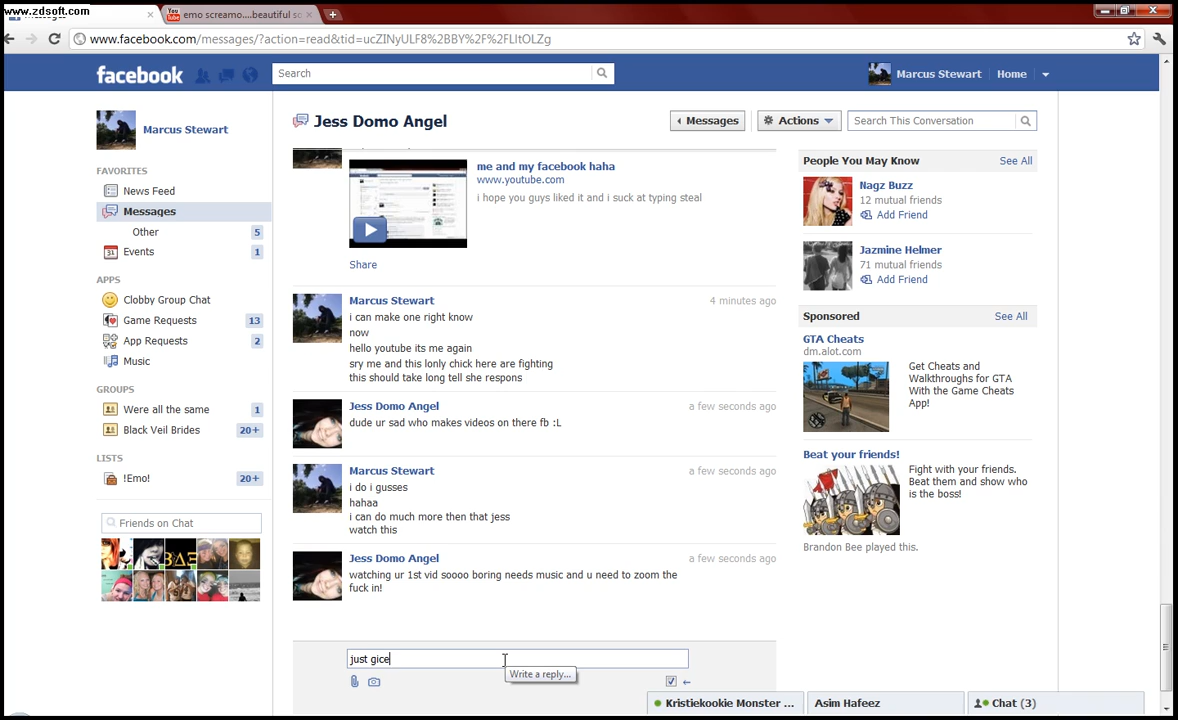 www.zdsoft.com
emo screamo....beautiful so
www.facebook.com/messages/?action=read&tid=ucZINyULF8%2BBY%2F%2FLItOLZg
facebook
Search
Marcus Stewart
Home
Marcus Stewart
FAVORITES
News Feed
Messages
Other 5
Events 1
APPS
Clobby Group Chat
Game Requests 13
App Requests 2
Music
GROUPS
Were all the same 1
Black Veil Brides 20+
LISTS
!Emo! 20+
Friends on Chat
Jess Domo Angel
Messages
Actions
Search This Conversation
me and my facebook haha
www.youtube.com
i hope you guys liked it and i suck at typing steal
Share
Marcus Stewart 4 minutes ago
i can make one right know
now
hello youtube its me again
sry me and this lonly chick here are fighting
this should take long tell she respons
Jess Domo Angel a few seconds ago
dude ur sad who makes videos on there fb :L
Marcus Stewart a few seconds ago
i do i gusses
hahaa
i can do much more then that jess
watch this
Jess Domo Angel a few seconds ago
watching ur 1st vid soooo boring needs music and u need to zoom the
fuck in!
just gice
Write a reply...
People You May Know See All
Nagz Buzz
12 mutual friends
Add Friend
Jazmine Helmer
71 mutual friends
Add Friend
Sponsored See All
GTA Cheats
dm.alot.com
Get Cheats and
Walkthroughs for GTA
With the Game Cheats
App!
Beat your friends!
Fight with your friends.
Beat them and show who
is the boss!
Brandon Bee played this.
Kristiekookie Monster ...
Asim Hafeez
Chat (3)